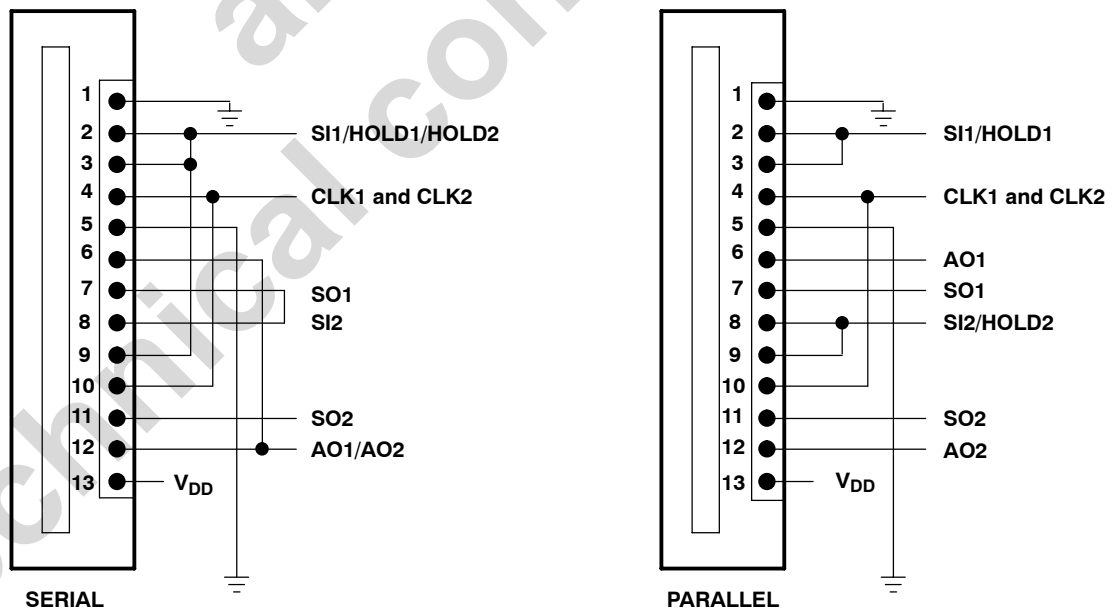 1
2
3
4
5
6
7
8
9
10
11
12
13
SI1/HOLD1/HOLD2
CLK1 and CLK2
SO1
SI2
SO2
AO1/AO2
VDD
SERIAL
1
2
3
4
5
6
7
8
9
10
11
12
13
SI1/HOLD1
CLK1 and CLK2
AO1
SO1
SI2/HOLD2
SO2
AO2
VDD
PARALLEL